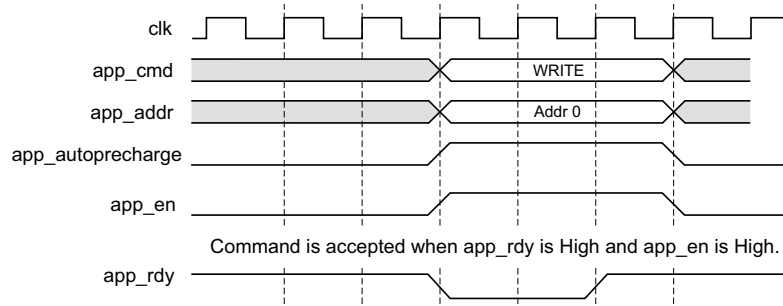 clk
app_cmd
WRITE
app_addr
Addr 0
app_autoprecharge
app_en
Command is accepted when app_rdy is High and app_en is High.
app_rdy